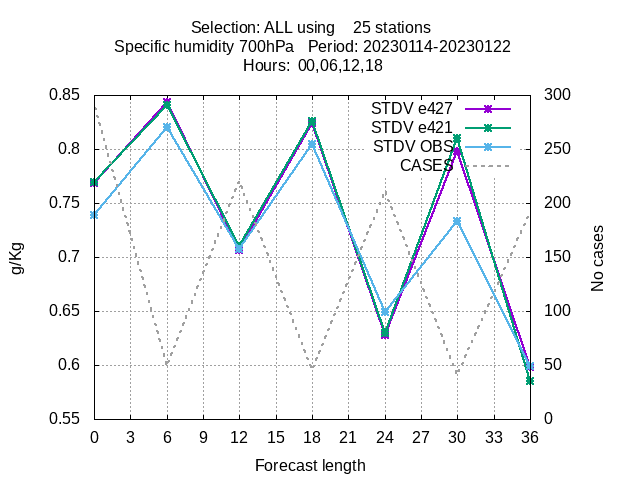 Selection: ALL using    25 stations
Specific humidity 700hPa   Period: 20230114-20230122
Hours:  00,06,12,18
0.85
0.8
0.75
0.7
0.65
0.6
0.55
g/Kg
STDV e427
STDV e421
STDV OBS
CASES
300
250
200
150
100
50
0
No cases
0 3 6 9 12 15 18 21 24 27 30 33 36
Forecast length